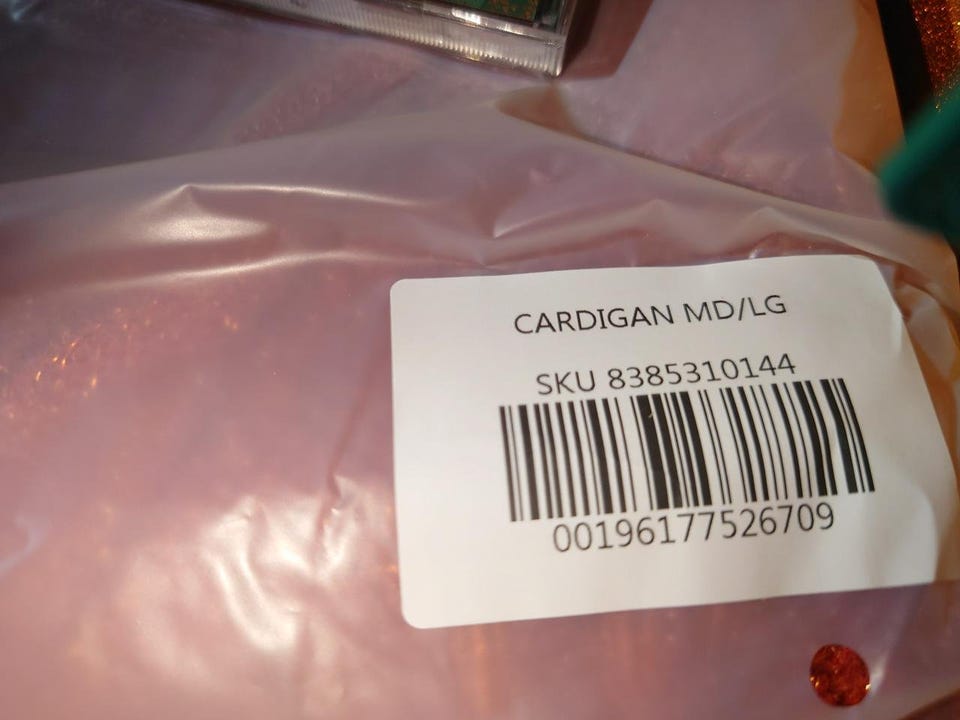 CARDIGAN MD/LG
SKU 8385310144
00196177526709